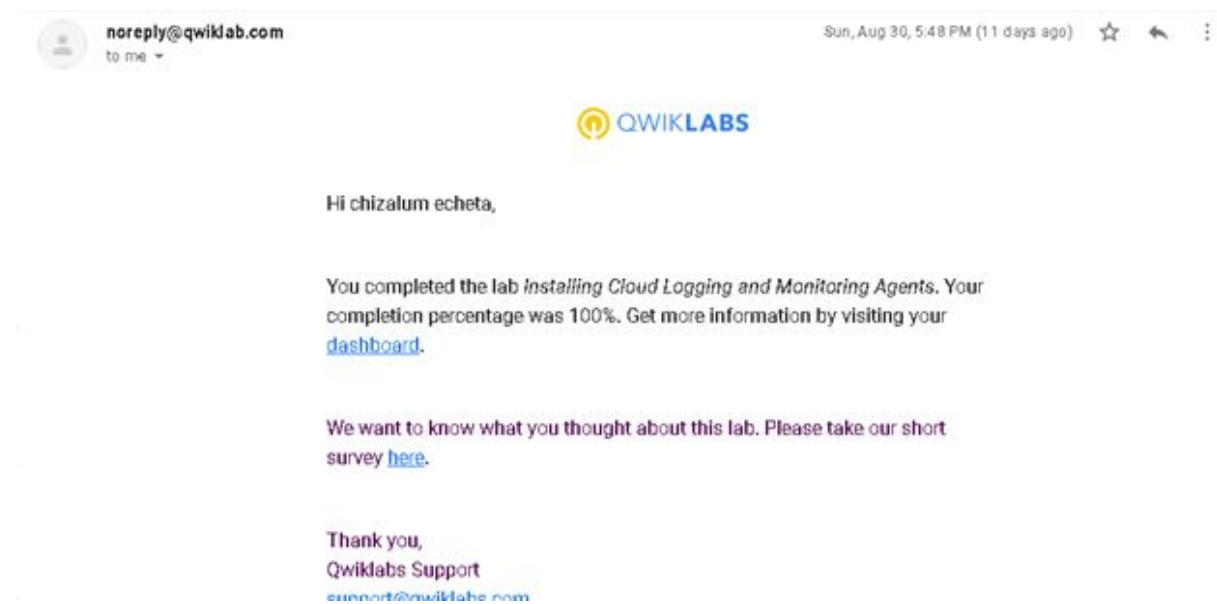 noreply@qwiklab.com
Sun, Aug 30, 5:48 PM (11 days ago)
to me
QWIKLABS
Hi chizalum echeta,
You completed the lab Installing Cloud Logging and Monitoring Agents. Your
completion percentage was 100%. Get more information by visiting your
dashboard.
We want to know what you thought about this lab. Please take our short
survey here.
Thank you,
Qwiklabs Support
support@qwiklabs.com